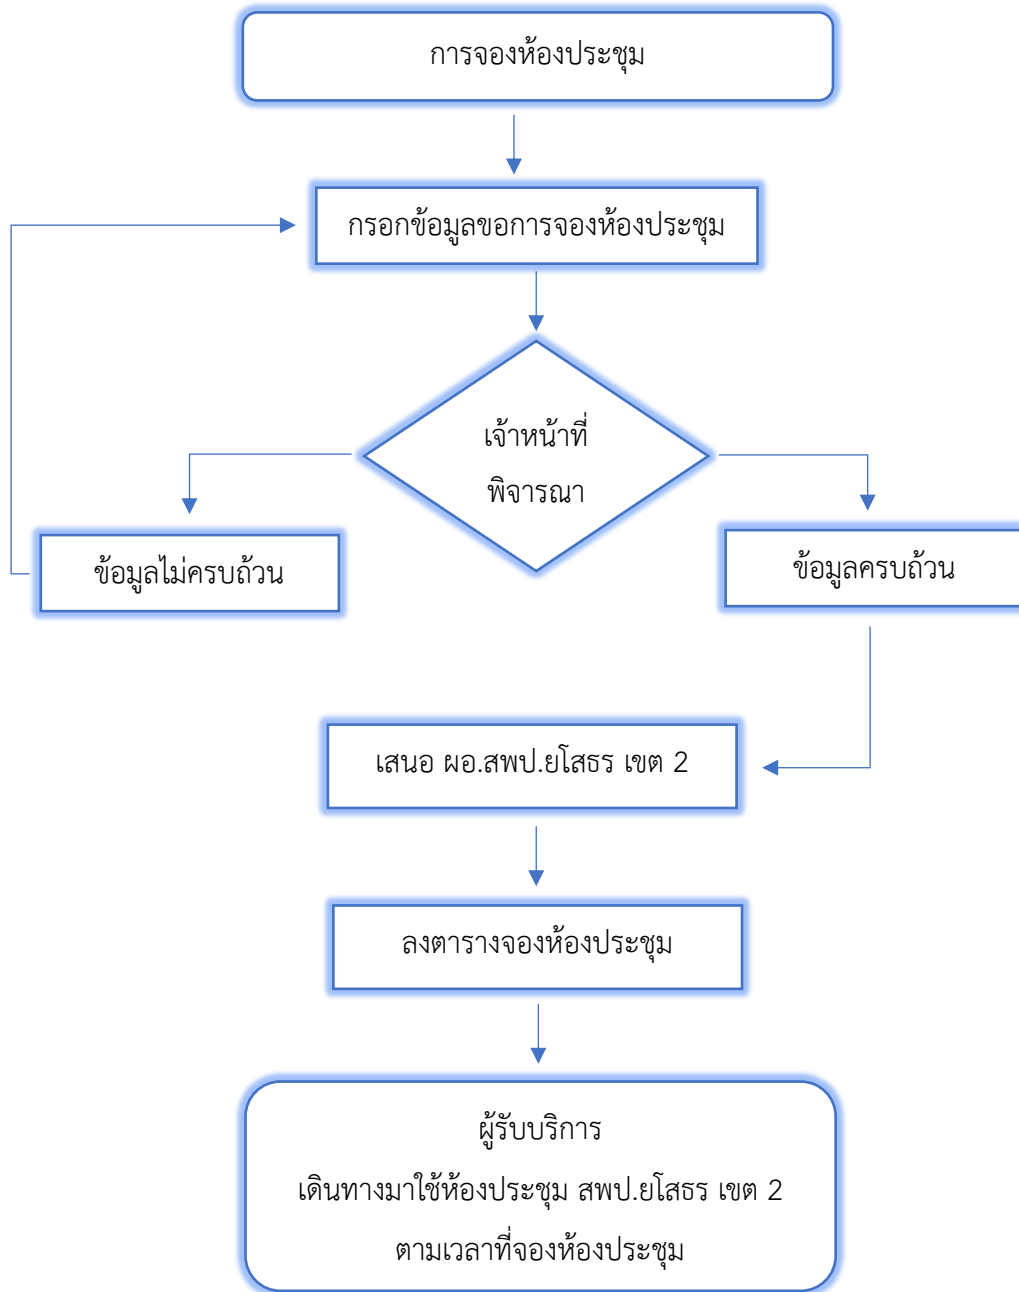 การจองห้องประชุม
กรอกข้อมูลขอการจองห้องประชุม
เจ้าหน้าที่
พิจารณา
ข้อมูลไม่ครบถ้วน
ข้อมูลครบถ้วน
เสนอ ผอ.สพป.ยโสธร เขต 2
ลงตารางจองห้องประชุม
ผู้รับบริการ
เดินทางมาใช้ห้องประชุม สพป.ยโสธร เขต 2
ตามเวลาที่จองห้องประชุม